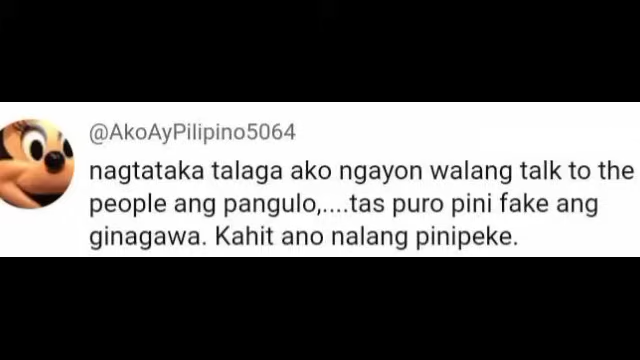 @AkoAyPilipino5064
nagtataka talaga ako ngayon walang talk to the
people ang pangulo,....tas puro pini fake ang
ginagawa. Kahit ano nalang pinipeke.